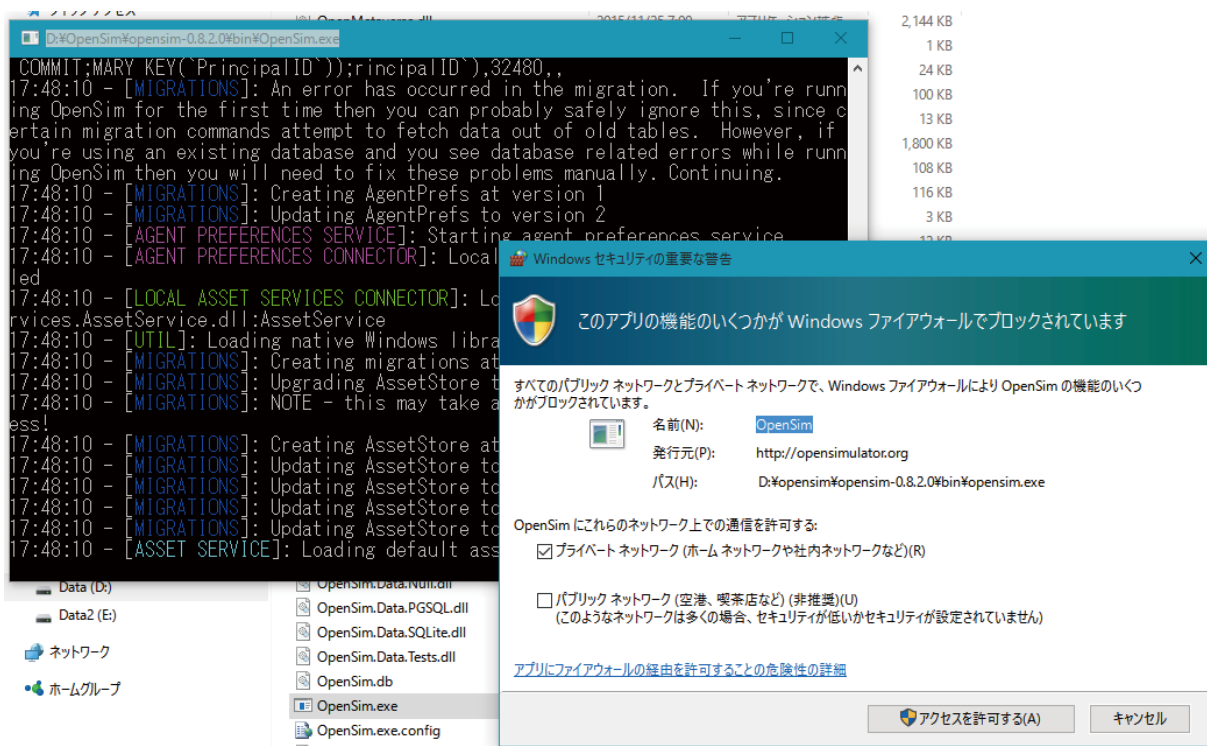 クイックアクセス
OpenMetaverse.dll 2015/11/25 7:00 2,144 KB
1 KB
24 KB
100 KB
13 KB
1,800 KB
108 KB
116 KB
3 KB
D:¥OpenSim¥opensim-0.8.2.0¥bin¥OpenSim.exe
COMMIT;MARY KEY(`PrincipalID`));rincipalID`),32480,,
17:48:10 - [MIGRATIONS]: An error has occurred in the migration.  If you're runn
ing OpenSim for the first time then you can probably safely ignore this, since c
ertain migration commands attempt to fetch data out of old tables.  However, if
you're using an existing database and you see database related errors while runn
ing OpenSim then you will need to fix these problems manually. Continuing.
17:48:10 - [MIGRATIONS]: Creating AgentPrefs at version 1
17:48:10 - [MIGRATIONS]: Updating AgentPrefs to version 2
17:48:10 - [AGENT PREFERENCES SERVICE]: Starting agent preferences service
17:48:10 - [AGENT PREFERENCES CONNECTOR]: Local
led
17:48:10 - [LOCAL ASSET SERVICES CONNECTOR]: Lo
rvices.AssetService.dll:AssetService
17:48:10 - [UTIL]: Loading native Windows libra
17:48:10 - [MIGRATIONS]: Creating migrations at
17:48:10 - [MIGRATIONS]: Upgrading AssetStore t
17:48:10 - [MIGRATIONS]: NOTE - this may take a
ess!
17:48:10 - [MIGRATIONS]: Creating AssetStore at
17:48:10 - [MIGRATIONS]: Updating AssetStore to
17:48:10 - [MIGRATIONS]: Updating AssetStore to
17:48:10 - [MIGRATIONS]: Updating AssetStore to
17:48:10 - [MIGRATIONS]: Updating AssetStore to
17:48:10 - [ASSET SERVICE]: Loading default ass
Data (D:)
Data2 (E:)
ネットワーク
ホームグループ
OpenSim.Data.Null.dll
OpenSim.Data.PGSQL.dll
OpenSim.Data.SQLite.dll
OpenSim.Data.Tests.dll
OpenSim.db
OpenSim.exe
OpenSim.exe.config
Windows セキュリティの重要な警告
このアプリの機能のいくつかが Windows ファイアウォールでブロックされています
すべてのパブリック ネットワークとプライベート ネットワークで、Windows ファイアウォールにより OpenSim の機能のいくつ
かがブロックされています。
名前(N): OpenSim
発行元(P): http://opensimulator.org
パス(H): D:¥opensim¥opensim-0.8.2.0¥bin¥opensim.exe
OpenSim にこれらのネットワーク上での通信を許可する:
プライベート ネットワーク (ホーム ネットワークや社内ネットワークなど)(R)
パブリック ネットワーク (空港、喫茶店など) (非推奨)(U)
(このようなネットワークは多くの場合、セキュリティが低いかセキュリティが設定されていません)
アプリにファイアウォールの経由を許可することの危険性の詳細
アクセスを許可する(A)
キャンセル